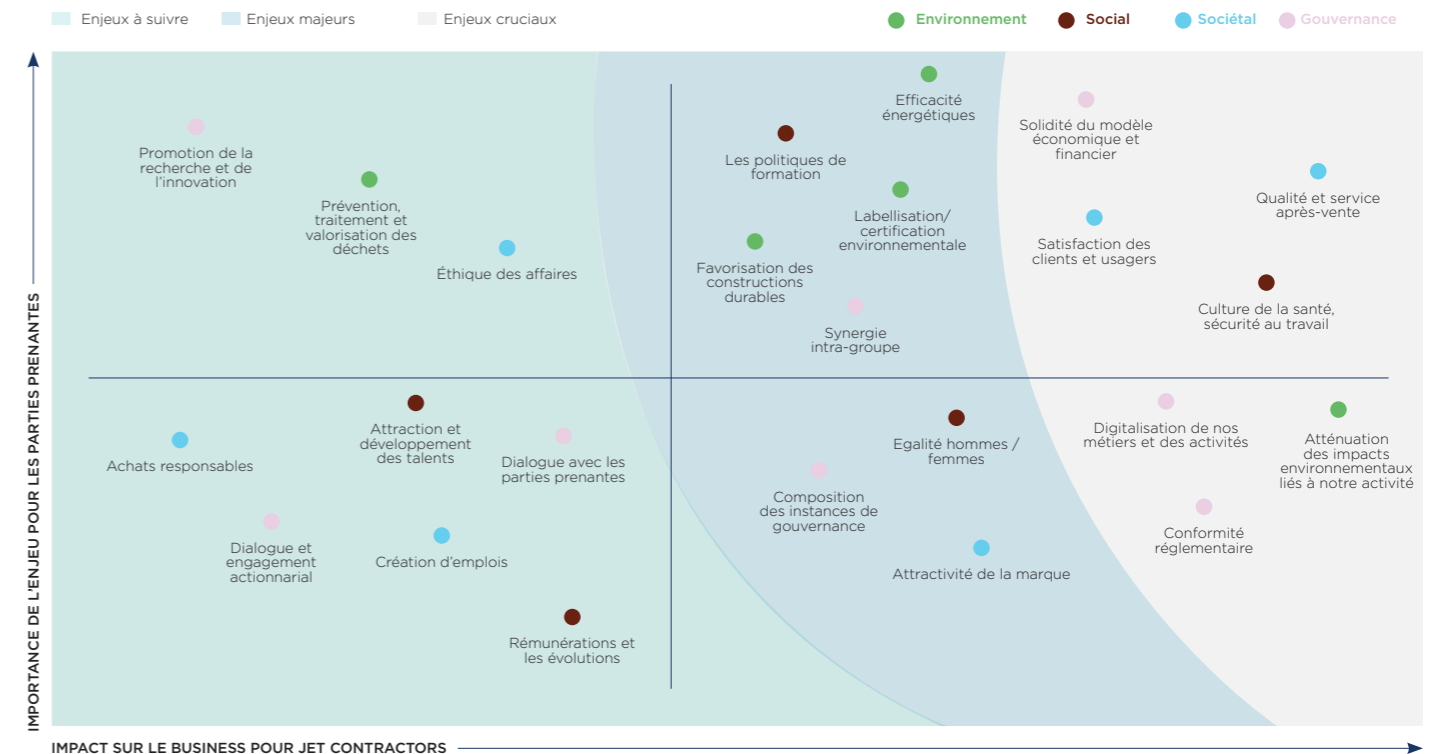 Enjeux à suivre
Enjeux majeurs
Enjeux cruciaux
Environnement
Social
Sociétal
Gouvernance
IMPORTANCE DE L'ENJEU POUR LES PARTIES PRENANTES
Promotion de la
recherche et de
l'innovation
Prévention,
traitement et
valorisation des
déchets
Éthique des affaires
Efficacité
énergétiques
Les politiques de
formation
Labellisation/
certification
environnementale
Favorisation des
constructions
durables
Synergie
intra-groupe
Solidité du modèle
économique et
financier
Qualité et service
après-vente
Satisfaction des
clients et usagers
Culture de la santé,
sécurité au travail
Achats responsables
Attraction et
développement
des talents
Dialogue avec les
parties prenantes
Dialogue et
engagement
actionnarial
Création d'emplois
Rémunérations et
les évolutions
Egalité hommes /
femmes
Composition
des instances de
gouvernance
Attractivité de la marque
Digitalisation de nos
métiers et des activités
Atténuation
des impacts
environnementaux
liés à notre activité
Conformité
réglementaire
IMPACT SUR LE BUSINESS POUR JET CONTRACTORS